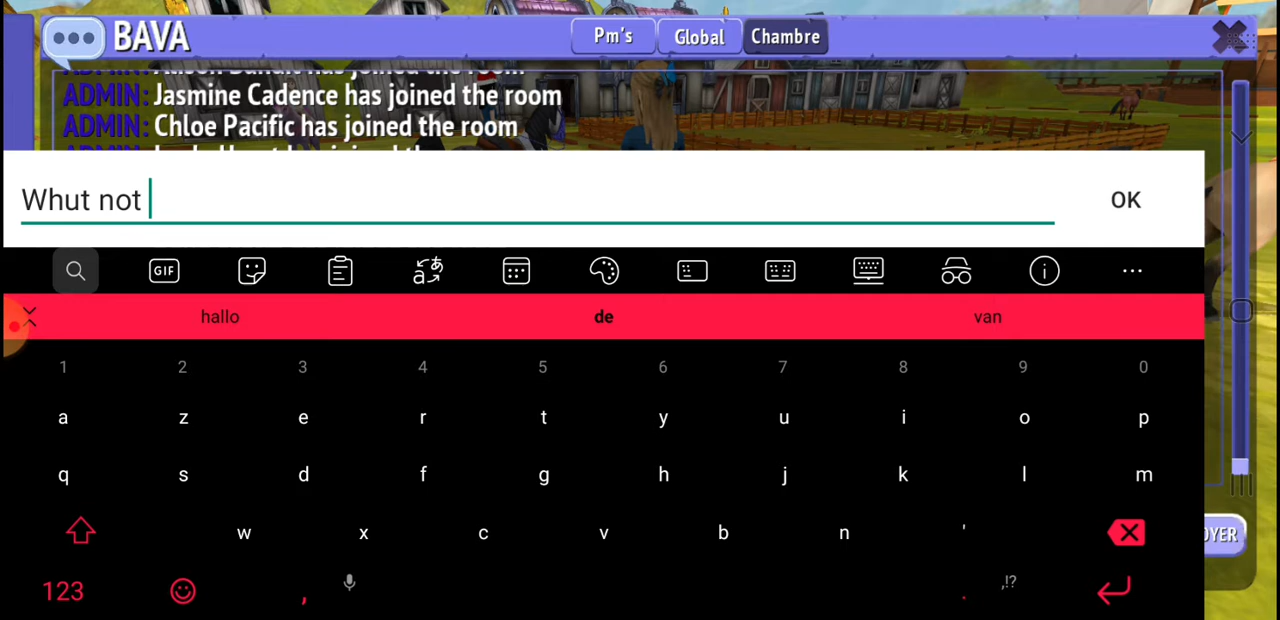 BAVA Pm's Global Chambre
ADMIN: Jasmine Cadence has joined the room
ADMIN: Chloe Pacific has joined the room
Whut not OK
GIF
hallo de van
1 2 3 4 5 6 7 8 9 0
a z e r t y u i o p
q s d f g h j k l m
w x c v b n '
123 , . ,!?